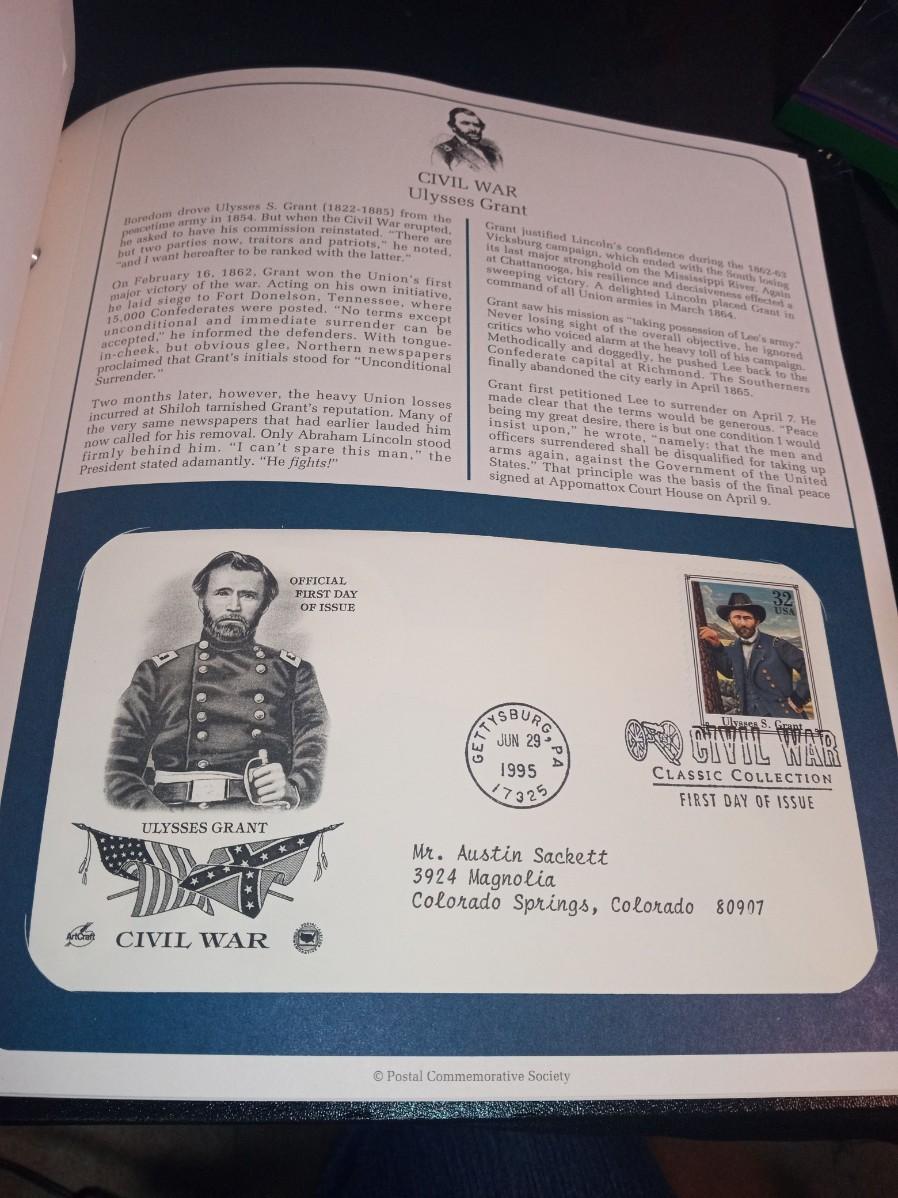 CIVIL WAR
Ulysses Grant
Boredom drove Ulysses S. Grant (1822-1885) from the
peacetime army in 1854. But when the Civil War erupted,
he asked to have his commission reinstated. "There are
but two parties now, traitors and patriots," he noted,
"and I want hereafter to be ranked with the latter."
On February 16, 1862, Grant won the Union's first
major victory of the war. Acting on his own initiative,
he laid siege to Fort Donelson, Tennessee, where
15,000 Confederates were posted. "No terms except
unconditional and immediate surrender can be
accepted," he informed the defenders. With tongue-
in-cheek, but obvious glee, Northern newspapers
proclaimed that Grant's initials stood for "Unconditional
Surrender."
Two months later, however, the heavy Union losses
incurred at Shiloh tarnished Grant's reputation. Many of
the very same newspapers that had earlier lauded him
now called for his removal. Only Abraham Lincoln stood
firmly behind him. "I can't spare this man," the
President stated adamantly. "He fights!"
Grant justified Lincoln's confidence during the 1862-63
Vicksburg campaign, which ended with the South losing
its last major stronghold on the Mississippi River. Again
at Chattanooga, his resilience and decisiveness effected a
sweeping victory. A delighted Lincoln placed Grant in
command of all Union armies in March 1864.
Grant saw his mission as "taking possession of Lee's army."
Never losing sight of the overall objective, he ignored
critics who voiced alarm at the heavy toll of his campaign.
Methodically and doggedly, he pushed Lee back to the
Confederate capital at Richmond. The Southerners
finally abandoned the city early in April 1865.
Grant first petitioned Lee to surrender on April 7. He
made clear that the terms would be generous. "Peace
being my great desire, there is but one condition I would
insist upon," he wrote, "namely: that the men and
officers surrendered shall be disqualified for taking up
arms again, against the Government of the United
States." That principle was the basis of the final peace
signed at Appomattox Court House on April 9.
OFFICIAL
FIRST DAY
OF ISSUE
32
USA
Ulysses S. Grant
GETTYSBURG, PA
JUN 29
1995
17325
CIVIL WAR
CLASSIC COLLECTION
FIRST DAY OF ISSUE
ULYSSES GRANT
Mr. Austin Sackett
3924 Magnolia
Colorado Springs, Colorado 80907
ArtCraft
CIVIL WAR
© Postal Commemorative Society